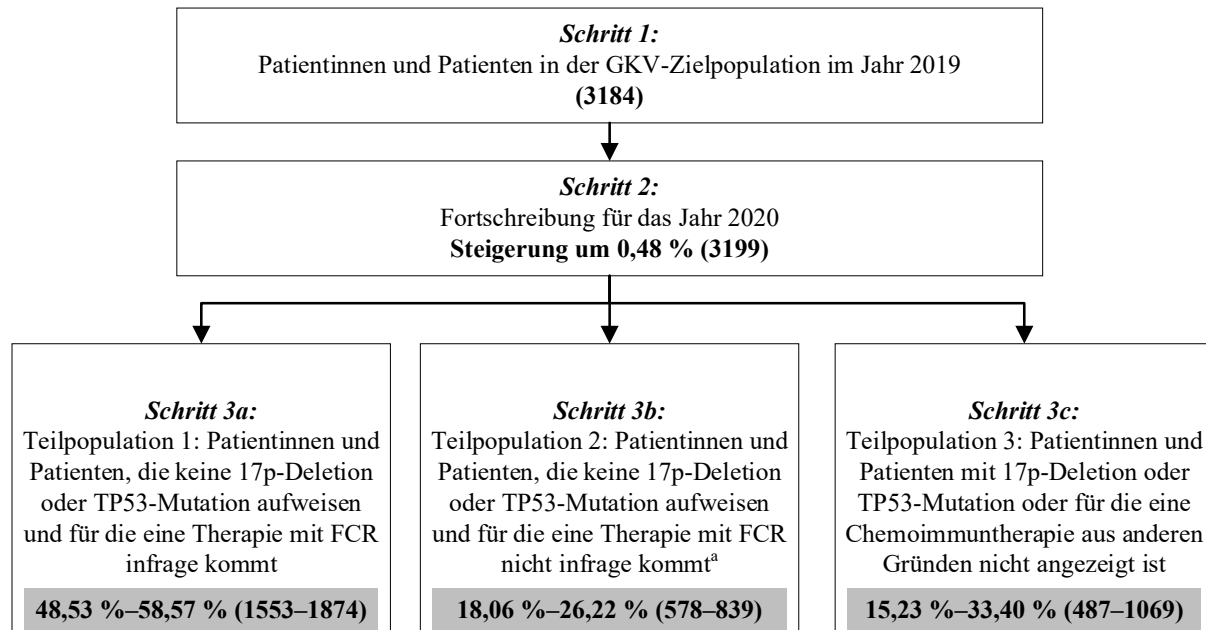 Schritt 1:
Patientinnen und Patienten in der GKV-Zielpopulation im Jahr 2019
(3184)
Schritt 2:
Fortschreibung für das Jahr 2020
Steigerung um 0,48 % (3199)
Schritt 3a:
Teilpopulation 1: Patientinnen und
Patienten, die keine 17p-Deletion
oder TP53-Mutation aufweisen
und für die eine Therapie mit FCR
infrage kommt
48,53 %–58,57 % (1553–1874)
Schritt 3b:
Teilpopulation 2: Patientinnen und
Patienten, die keine 17p-Deletion
oder TP53-Mutation aufweisen
und für die eine Therapie mit FCR
nicht infrage kommtᵃ
18,06 %–26,22 % (578–839)
Schritt 3c:
Teilpopulation 3: Patientinnen und
Patienten mit 17p-Deletion oder
TP53-Mutation oder für die eine
Chemoimmuntherapie aus anderen
Gründen nicht angezeigt ist
15,23 %–33,40 % (487–1069)